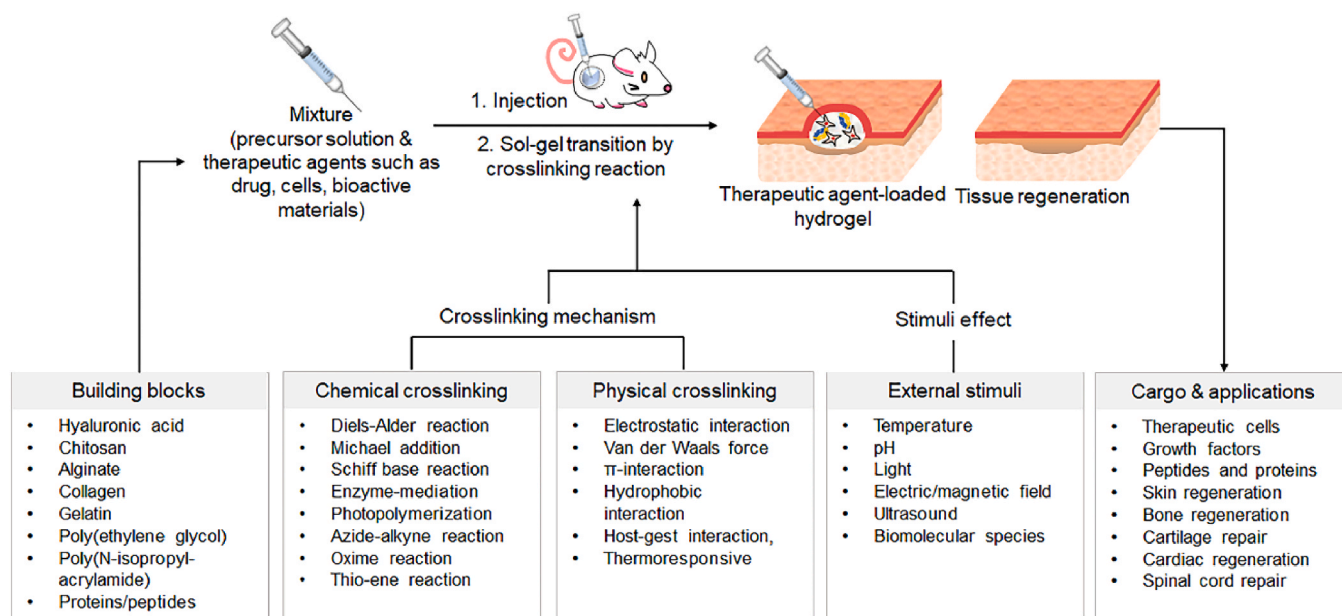 Mixture
(precursor solution &
therapeutic agents such as
drug, cells, bioactive
materials)
1. Injection
2. Sol-gel transition by
crosslinking reaction
Therapeutic agent-loaded
hydrogel
Tissue regeneration
Crosslinking mechanism
Stimuli effect
Building blocks
• Hyaluronic acid
• Chitosan
• Alginate
• Collagen
• Gelatin
• Poly(ethylene glycol)
• Poly(N-isopropyl-
acrylamide)
• Proteins/peptides
Chemical crosslinking
• Diels-Alder reaction
• Michael addition
• Schiff base reaction
• Enzyme-mediation
• Photopolymerization
• Azide-alkyne reaction
• Oxime reaction
• Thio-ene reaction
Physical crosslinking
• Electrostatic interaction
• Van der Waals force
• π-interaction
• Hydrophobic
interaction
• Host-gest interaction,
• Thermoresponsive
External stimuli
• Temperature
• pH
• Light
• Electric/magnetic field
• Ultrasound
• Biomolecular species
Cargo & applications
• Therapeutic cells
• Growth factors
• Peptides and proteins
• Skin regeneration
• Bone regeneration
• Cartilage repair
• Cardiac regeneration
• Spinal cord repair